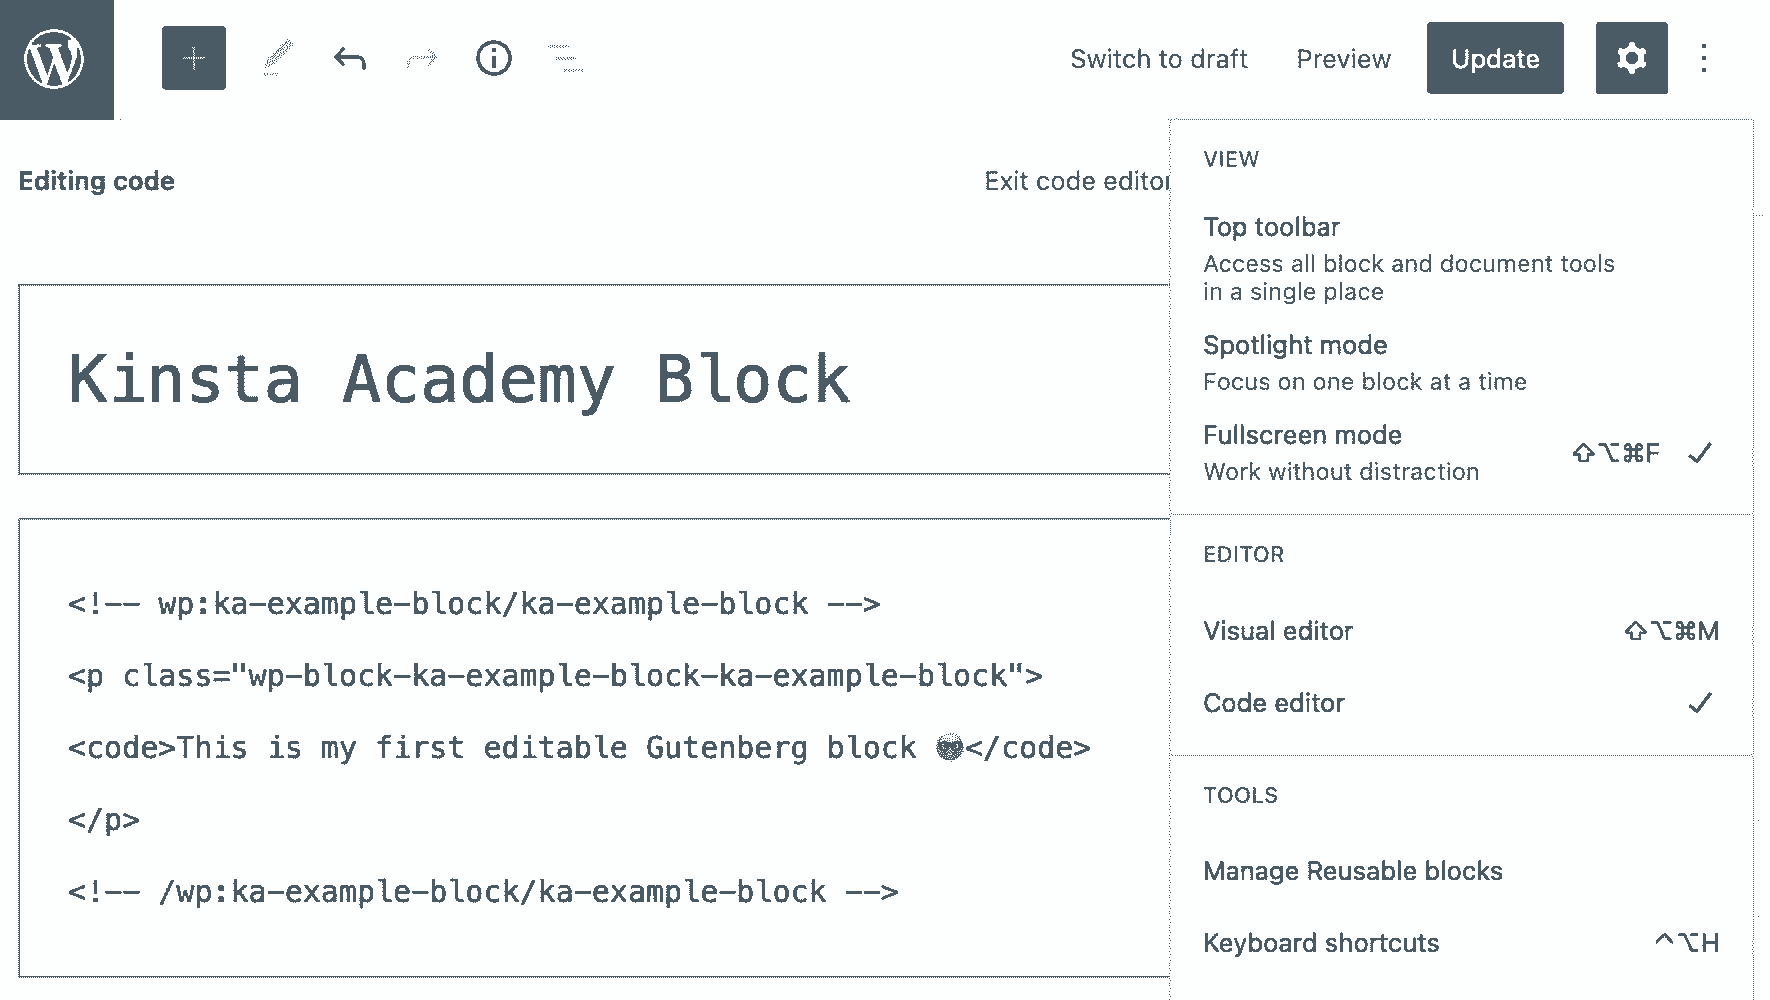 Switch to draft Preview Update
Editing code
Exit code editor
Kinsta Academy Block
<!-- wp:ka-example-block/ka-example-block -->
<p class="wp-block-ka-example-block-ka-example-block">
<code>This is my first editable Gutenberg block 😎</code>
</p>
<!-- /wp:ka-example-block/ka-example-block -->
VIEW
Top toolbar
Access all block and document tools
in a single place
Spotlight mode
Focus on one block at a time
Fullscreen mode
⇧⌥⌘F ✓
Work without distraction
EDITOR
Visual editor ⇧⌥⌘M
Code editor ✓
TOOLS
Manage Reusable blocks
Keyboard shortcuts ^⌥H